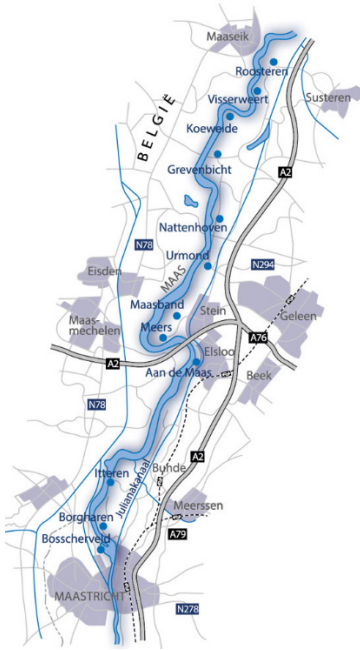 Maaseik
Roosteren
Visserweert
Susteren
Koeweide
BELGIË
Grevenbicht
A2
Nattenhoven
N78
Urmond
MAAS
N294
Eisden
Maasband
Stein
Geleen
Maas-
mechelen
Meers
A2
Elsloo
A76
Aan de Maas
Beek
N78
A2
Buhde
Itteren
Julianakanaal
Meerssen
Borgharen
A79
Bosscherveld
MAASTRICHT
N278